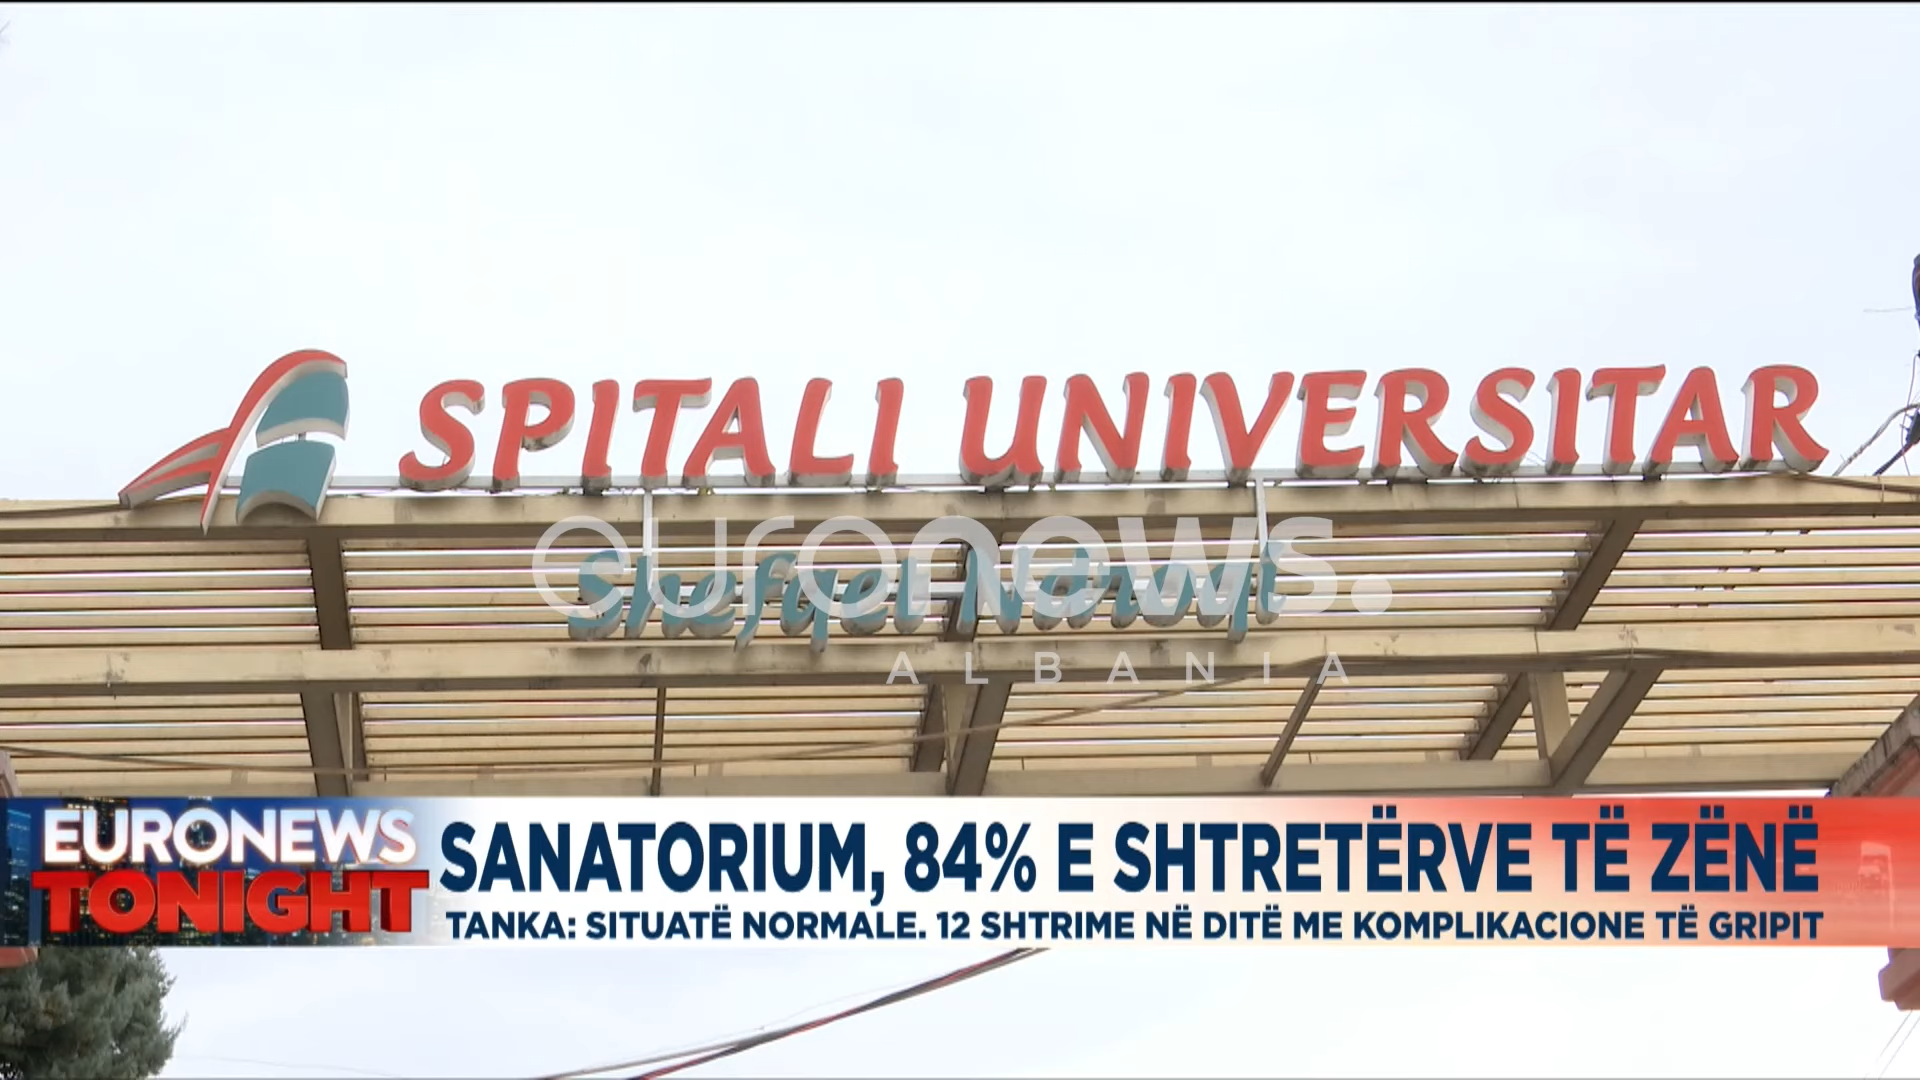 SPITALI UNIVERSITAR
Shefqet Ndroqi
euronews.
ALBANIA
EURONEWS
TONIGHT
SANATORIUM, 84% E SHTRETËRVE TË ZËNË
TANKA: SITUATË NORMALE. 12 SHTRIME NË DITË ME KOMPLIKACIONE TË GRIPIT